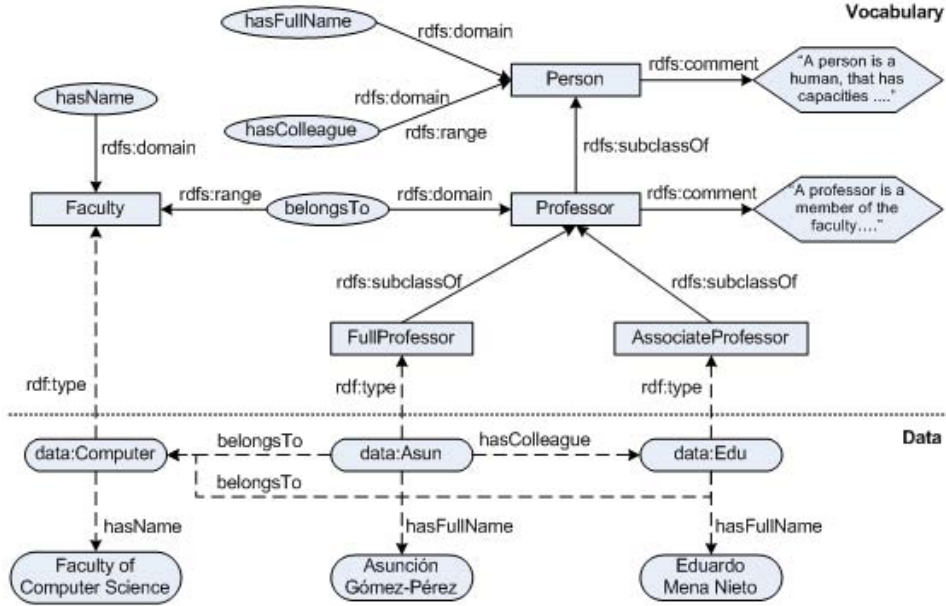 Vocabulary
hasFullName
rdfs:domain
Person
rdfs:comment
“A person is a
human, that has
capacities ....”
hasName
rdfs:domain
hasColleague
rdfs:range
rdfs:domain
rdfs:subclassOf
Faculty
rdfs:range
belongsTo
rdfs:domain
Professor
rdfs:comment
“A professor is a
member of the
faculty….”
rdfs:subclassOf
rdfs:subclassOf
FullProfessor
AssociateProfessor
rdf:type
rdf:type
rdf:type
Data
data:Computer
belongsTo
data:Asun
hasColleague
data:Edu
belongsTo
hasName
hasFullName
hasFullName
Faculty of
Computer Science
Asunción
Gómez-Pérez
Eduardo
Mena Nieto